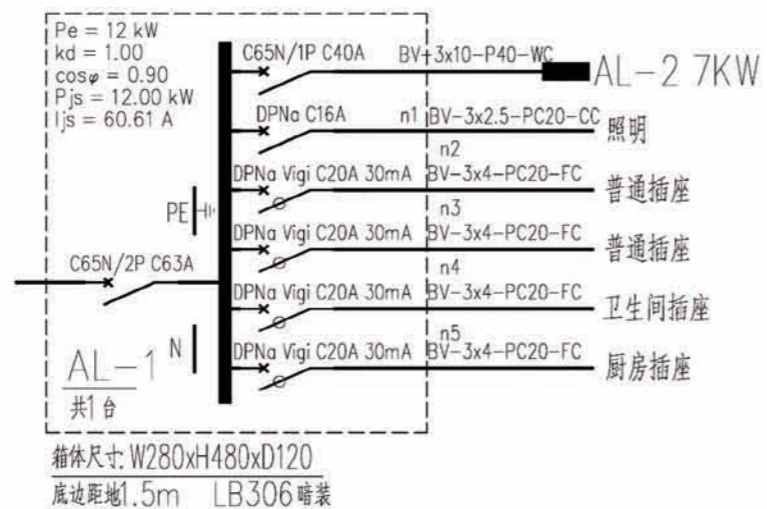 Pe = 12 kW
kd = 1.00
cosφ = 0.90
Pjs = 12.00 kW
Ijs = 60.61 A
C65N/1P C40A BV-3x10-P40-WC AL-2 7KW
DPNa C16A n1 BV-3x2.5-PC20-CC 照明
n2
DPNa Vigi C20A 30mA BV-3x4-PC20-FC 普通插座
PE
n3
DPNa Vigi C20A 30mA BV-3x4-PC20-FC 普通插座
C65N/2P C63A
n4
DPNa Vigi C20A 30mA BV-3x4-PC20-FC 卫生间插座
n5
N
DPNa Vigi C20A 30mA BV-3x4-PC20-FC 厨房插座
AL-1
共1台
箱体尺寸:W280xH480xD120
底边距地1.5m LB306暗装